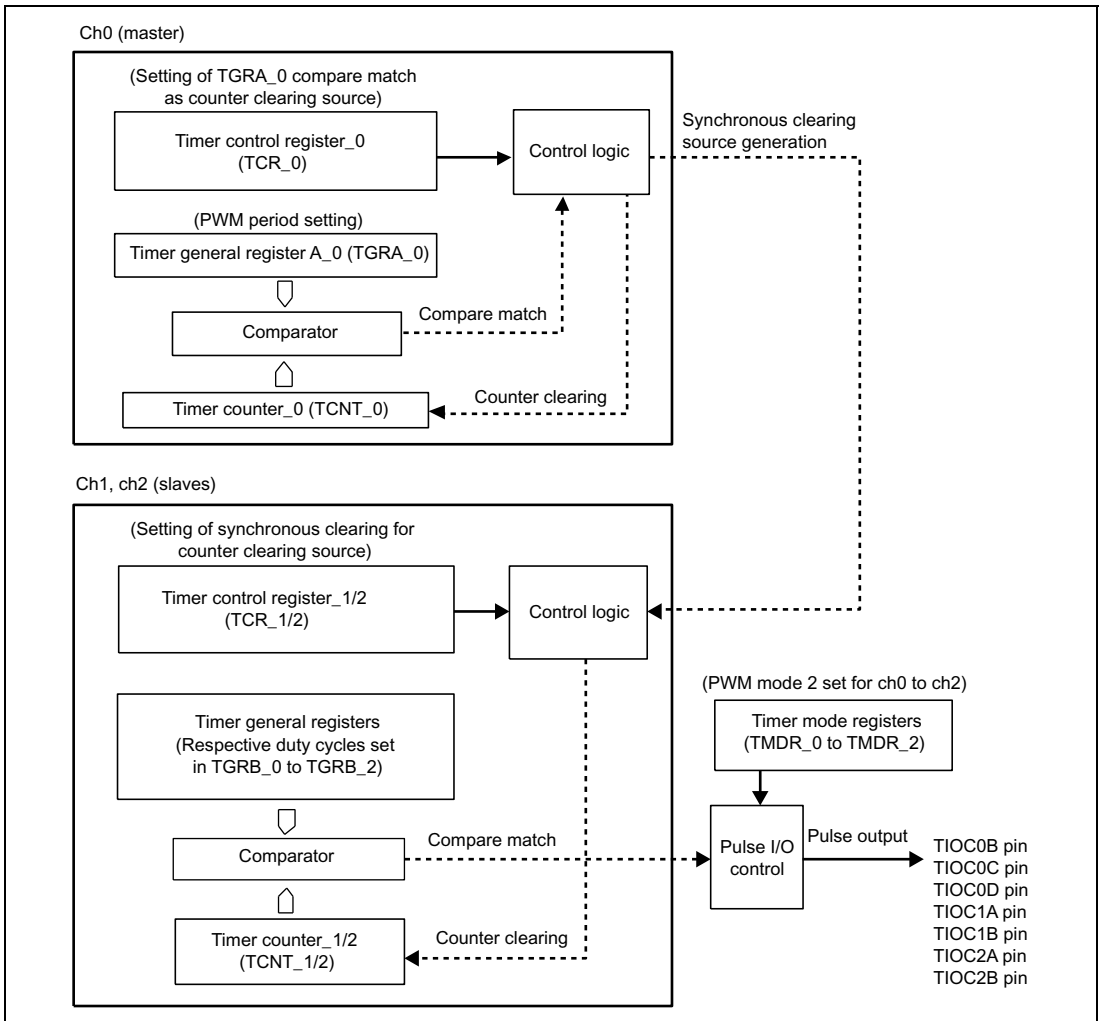 Ch0 (master)
(Setting of TGRA_0 compare match
as counter clearing source)
Timer control register_0
(TCR_0)
Control logic
Synchronous clearing
source generation
(PWM period setting)
Timer general register A_0 (TGRA_0)
Comparator
Compare match
Timer counter_0 (TCNT_0)
Counter clearing
Ch1, ch2 (slaves)
(Setting of synchronous clearing for
counter clearing source)
Timer control register_1/2
(TCR_1/2)
Control logic
(PWM mode 2 set for ch0 to ch2)
Timer mode registers
(TMDR_0 to TMDR_2)
Timer general registers
(Respective duty cycles set
in TGRB_0 to TGRB_2)
Comparator
Compare match
Pulse I/O
control
Pulse output
TIOC0B pin
TIOC0C pin
TIOC0D pin
TIOC1A pin
TIOC1B pin
TIOC2A pin
TIOC2B pin
Timer counter_1/2
(TCNT_1/2)
Counter clearing